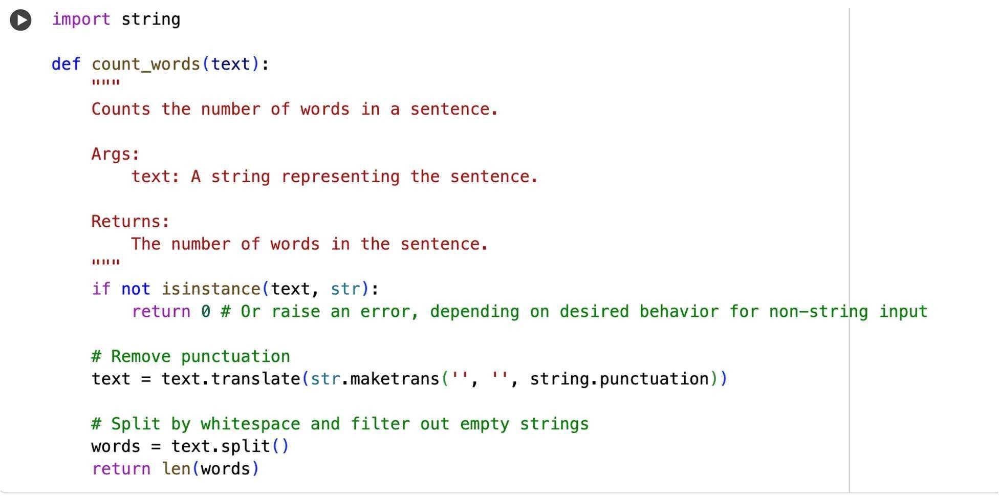 import string
def count_words(text):
    """
    Counts the number of words in a sentence.
    Args:
        text: A string representing the sentence.
    Returns:
        The number of words in the sentence.
    """
    if not isinstance(text, str):
        return 0 # Or raise an error, depending on desired behavior for non-string input
    # Remove punctuation
    text = text.translate(str.maketrans('', '', string.punctuation))
    # Split by whitespace and filter out empty strings
    words = text.split()
    return len(words)